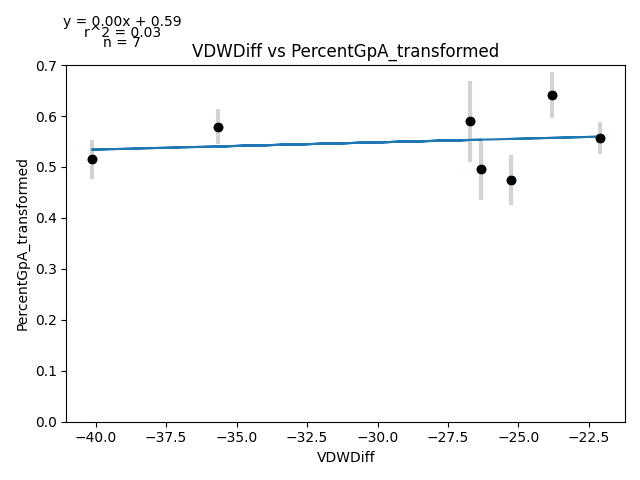 y = 0.00x + 0.59
r^2 = 0.03
n = 7
VDWDiff vs PercentGpA_transformed
0.7
0.6
0.5
0.4
0.3
0.2
0.1
0.0
PercentGpA_transformed
−40.0 −37.5 −35.0 −32.5 −30.0 −27.5 −25.0 −22.5
VDWDiff